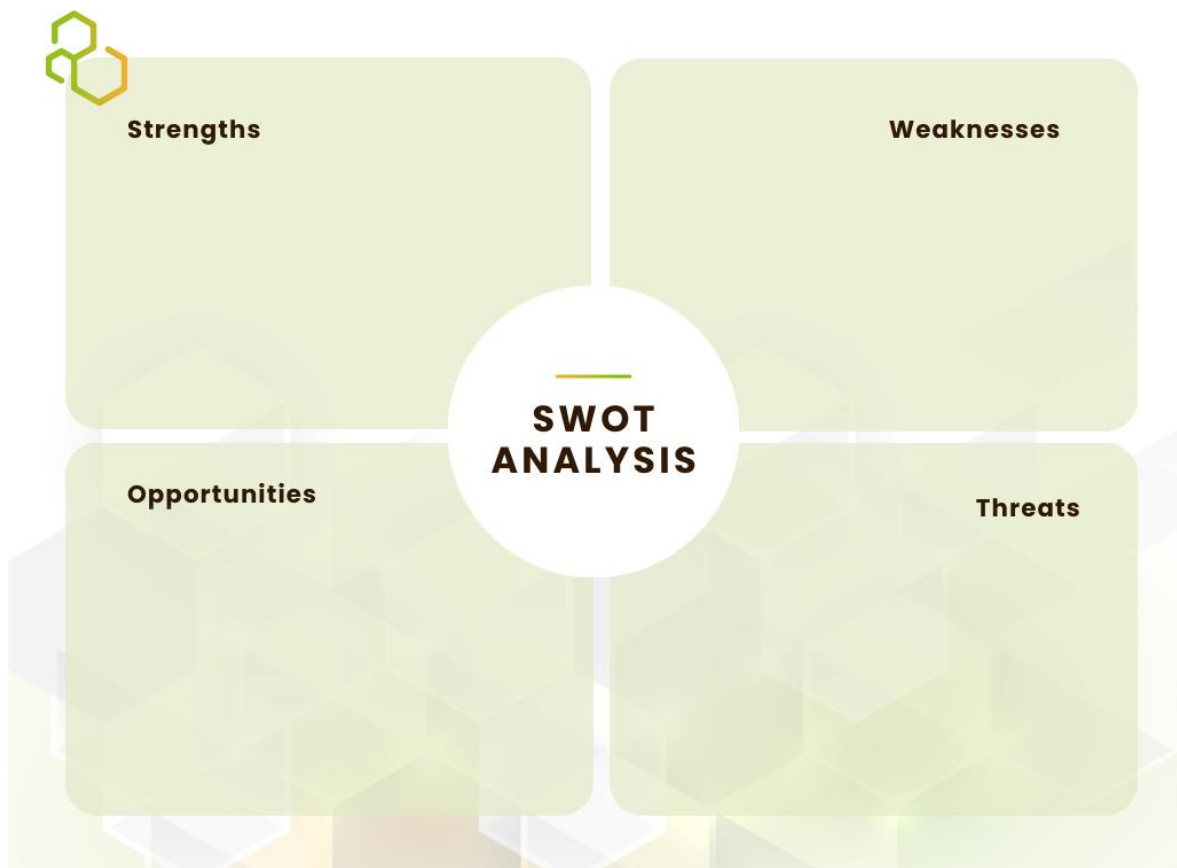 Strengths
Weaknesses
SWOT
ANALYSIS
Opportunities
Threats